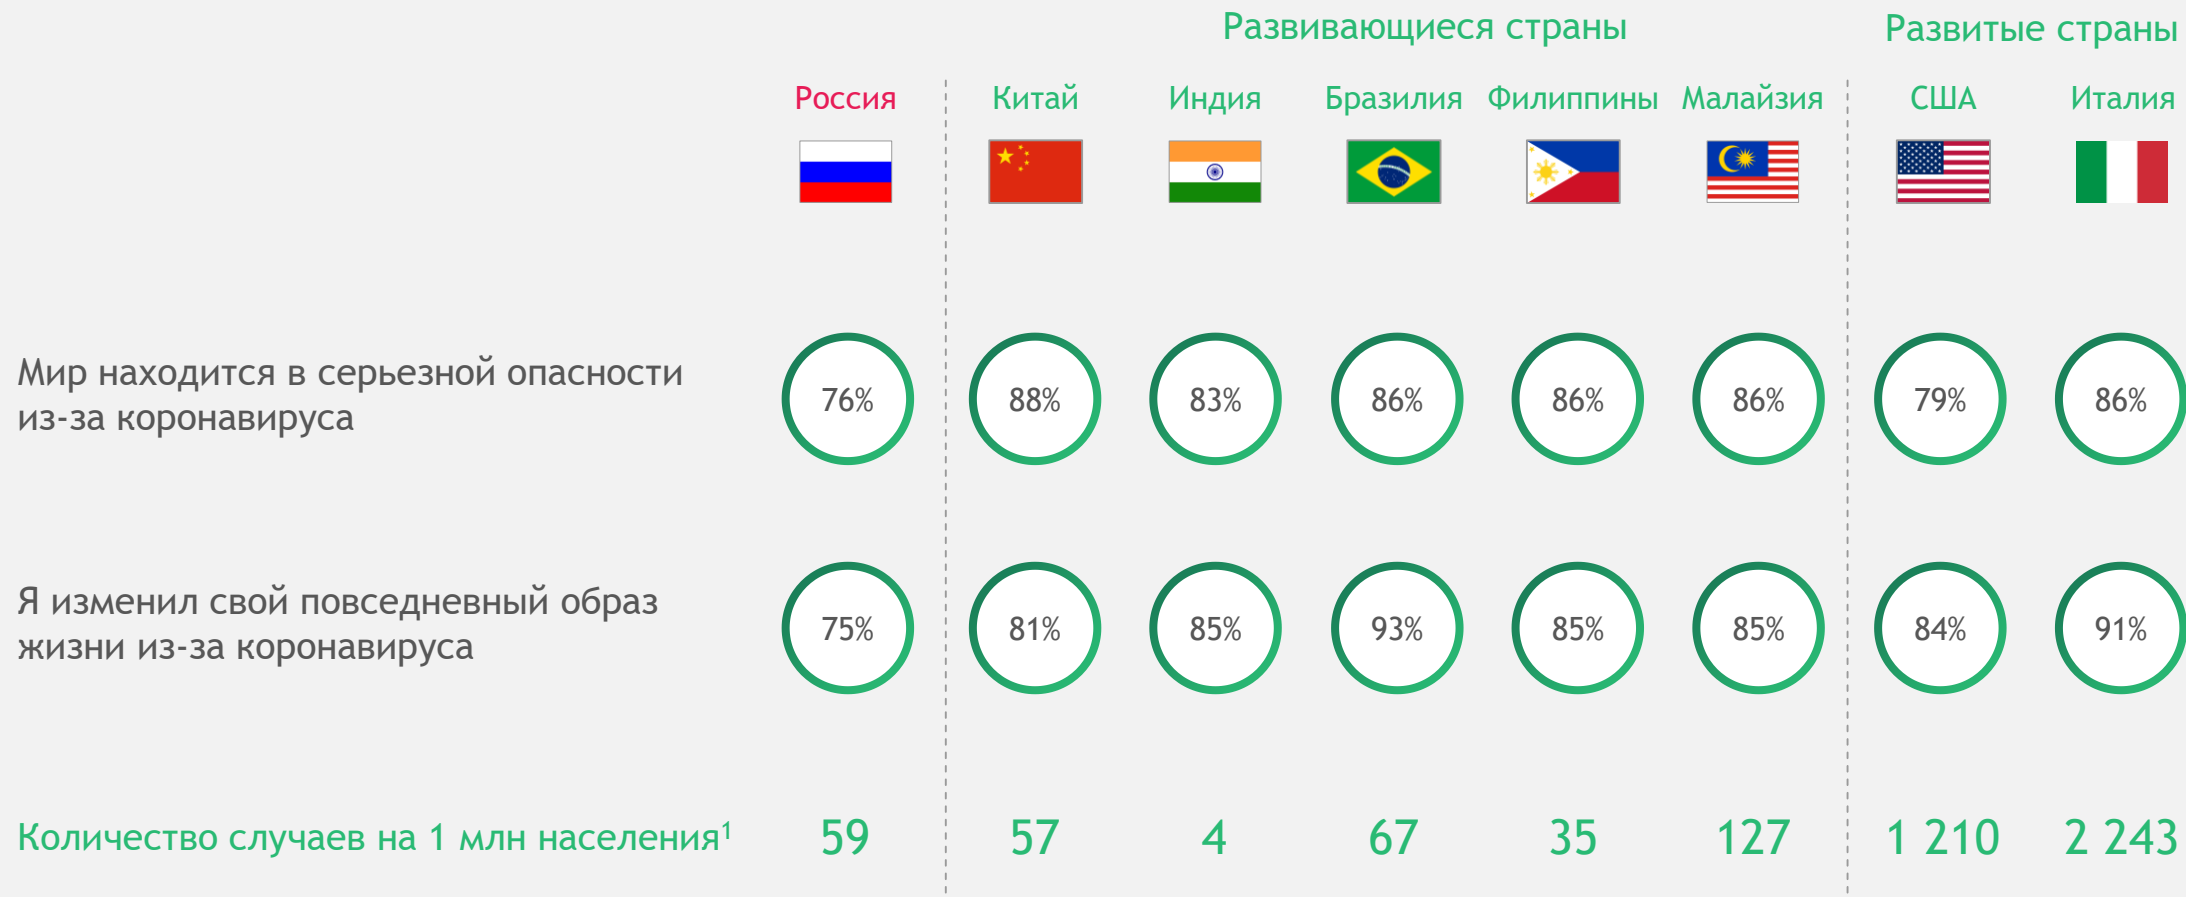 Развивающиеся страны
Развитые страны
Россия
Китай
Индия
Бразилия
Филиппины
Малайзия
США
Италия
Мир находится в серьезной опасности
из-за коронавируса
76%
88%
83%
86%
86%
86%
79%
86%
Я изменил свой повседневный образ
жизни из-за коронавируса
75%
81%
85%
93%
85%
85%
84%
91%
Количество случаев на 1 млн населения¹
59
57
4
67
35
127
1 210
2 243